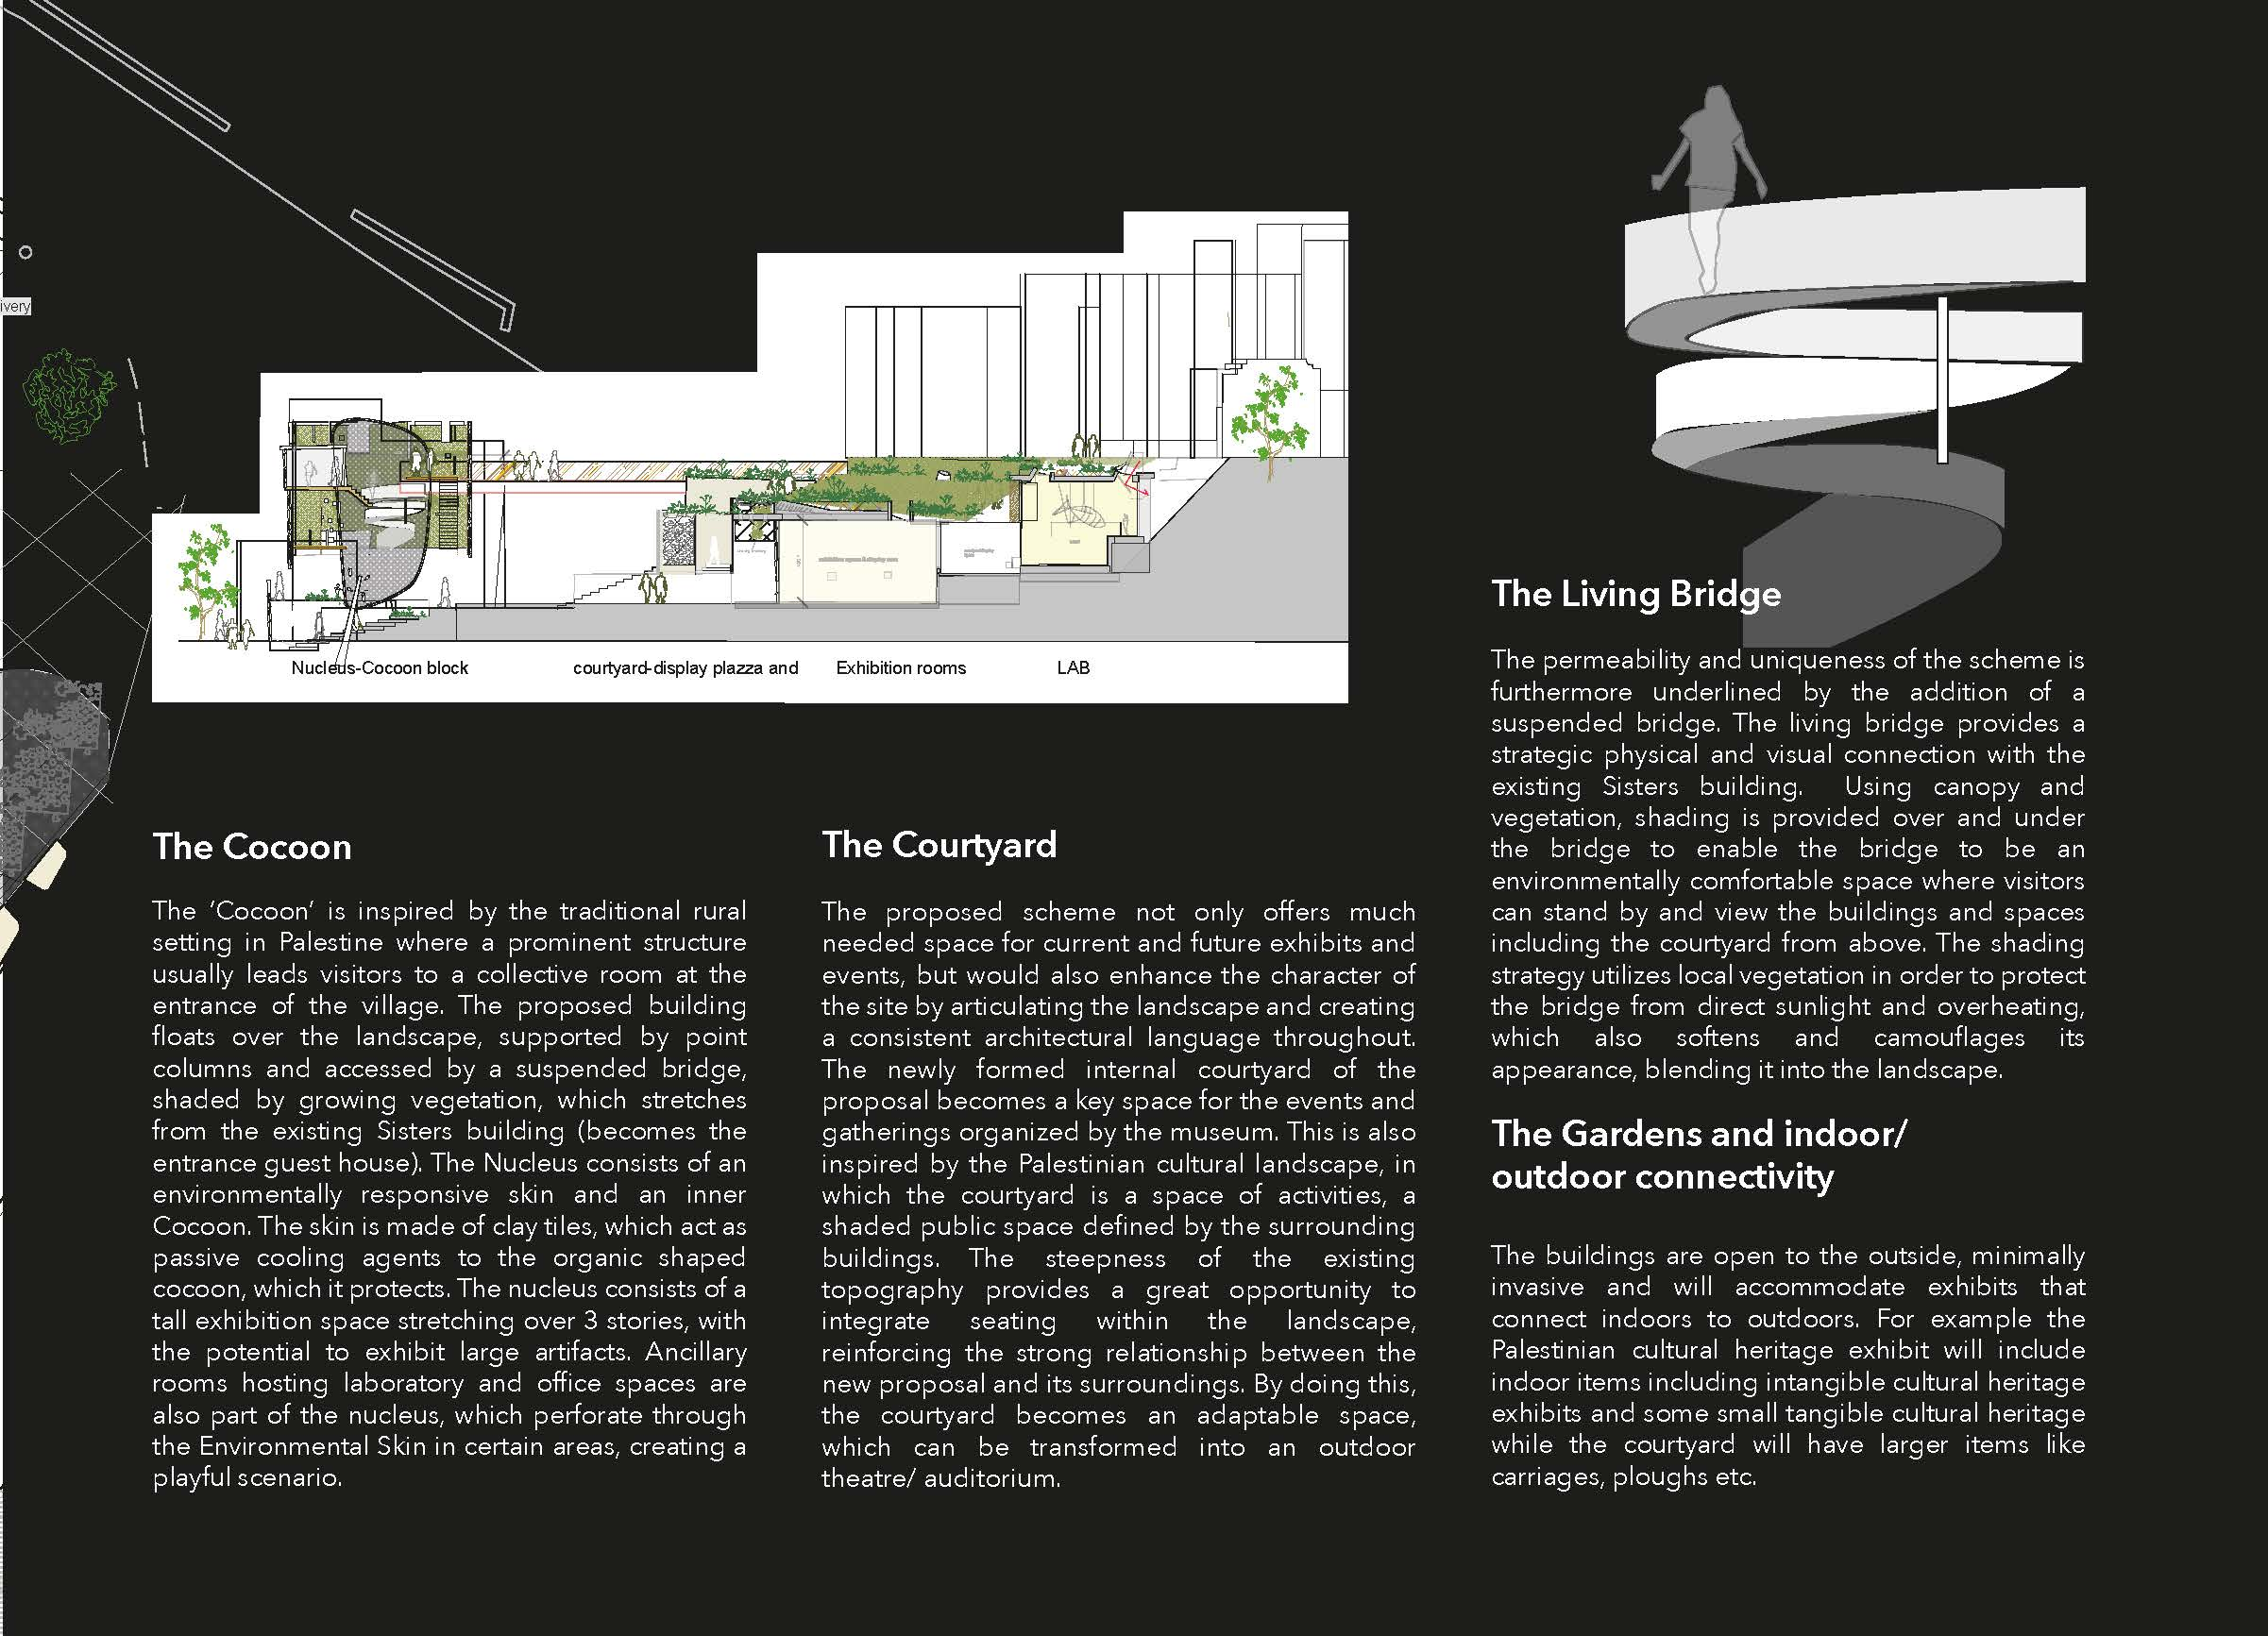 ivery
Nucleus-Cocoon block
courtyard-display plazza and
Exhibition rooms
LAB
The Cocoon
The ‘Cocoon’ is inspired by the traditional rural
setting in Palestine where a prominent structure
usually leads visitors to a collective room at the
entrance of the village. The proposed building
floats over the landscape, supported by point
columns and accessed by a suspended bridge,
shaded by growing vegetation, which stretches
from the existing Sisters building (becomes the
entrance guest house). The Nucleus consists of an
environmentally responsive skin and an inner
Cocoon. The skin is made of clay tiles, which act as
passive cooling agents to the organic shaped
cocoon, which it protects. The nucleus consists of a
tall exhibition space stretching over 3 stories, with
the potential to exhibit large artifacts. Ancillary
rooms hosting laboratory and office spaces are
also part of the nucleus, which perforate through
the Environmental Skin in certain areas, creating a
playful scenario.
The Courtyard
The proposed scheme not only offers much
needed space for current and future exhibits and
events, but would also enhance the character of
the site by articulating the landscape and creating
a consistent architectural language throughout.
The newly formed internal courtyard of the
proposal becomes a key space for the events and
gatherings organized by the museum. This is also
inspired by the Palestinian cultural landscape, in
which the courtyard is a space of activities, a
shaded public space defined by the surrounding
buildings. The steepness of the existing
topography provides a great opportunity to
integrate seating within the landscape,
reinforcing the strong relationship between the
new proposal and its surroundings. By doing this,
the courtyard becomes an adaptable space,
which can be transformed into an outdoor
theatre/ auditorium.
The Living Bridge
The permeability and uniqueness of the scheme is
furthermore underlined by the addition of a
suspended bridge. The living bridge provides a
strategic physical and visual connection with the
existing Sisters building. Using canopy and
vegetation, shading is provided over and under
the bridge to enable the bridge to be an
environmentally comfortable space where visitors
can stand by and view the buildings and spaces
including the courtyard from above. The shading
strategy utilizes local vegetation in order to protect
the bridge from direct sunlight and overheating,
which also softens and camouflages its
appearance, blending it into the landscape.
The Gardens and indoor/
outdoor connectivity
The buildings are open to the outside, minimally
invasive and will accommodate exhibits that
connect indoors to outdoors. For example the
Palestinian cultural heritage exhibit will include
indoor items including intangible cultural heritage
exhibits and some small tangible cultural heritage
while the courtyard will have larger items like
carriages, ploughs etc.